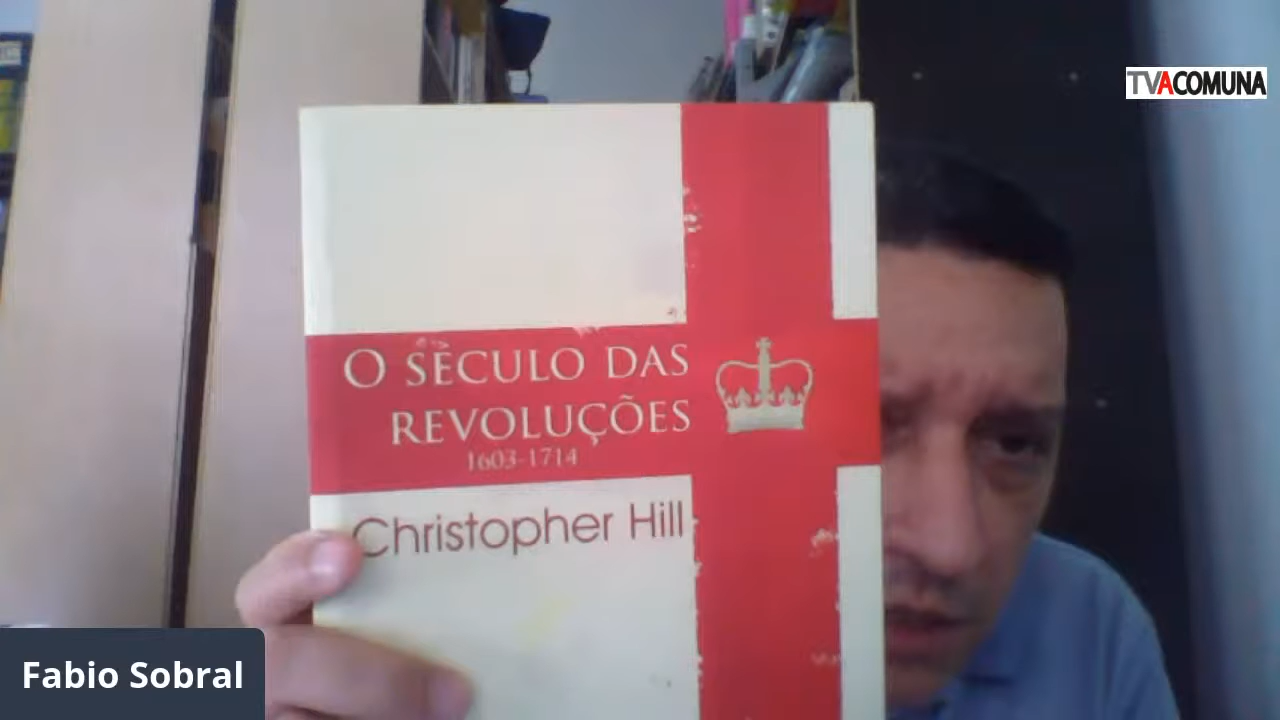 TVACOMUNA
O SÉCULO DAS
REVOLUÇÕES
1603-1714
Christopher Hill
Fabio Sobral